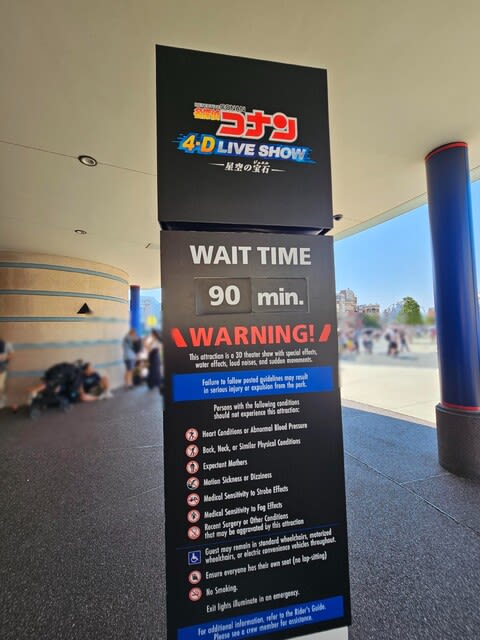 DETECTIVE CONAN
名探偵コナン
4-D LIVE SHOW
星空の宝石
ジュエル
WAIT TIME
90 min.
WARNING!
This attraction is a 3D theater show with special effects,
water effects, loud noises, and sudden movements.
Failure to follow posted guidelines may result
in serious injury or expulsion from the park.
Persons with the following conditions
should not experience this attraction:
Heart Conditions or Abnormal Blood Pressure
Back, Neck, or Similar Physical Conditions
Expectant Mothers
Motion Sickness or Dizziness
Medical Sensitivity to Strobe Effects
Medical Sensitivity to Fog Effects
Recent Surgery or Other Conditions
that may be aggravated by this attraction
Guest may remain in standard wheelchairs, motorized
wheelchairs, or electric convenience vehicles throughout.
Ensure everyone has their own seat (no lap-sitting)
No Smoking.
Exit lights illuminate in an emergency.
For additional information, refer to the Rider's Guide.
Please see a crew member for assistance.